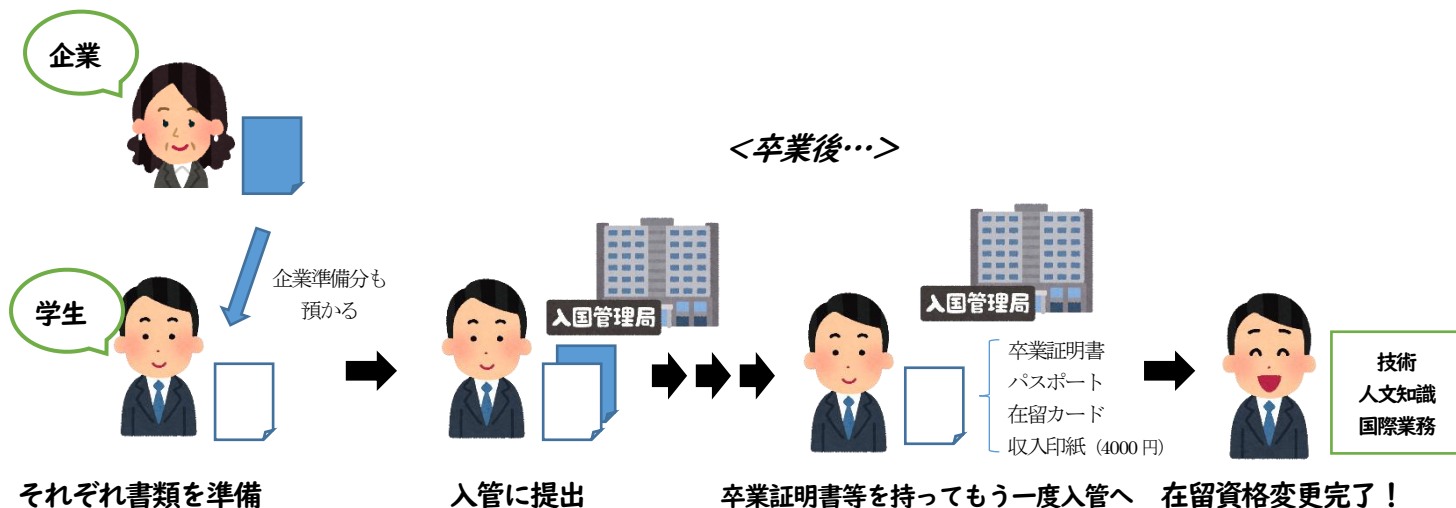 企業
<卒業後…>
学生
企業準備分も
預かる
入国管理局
入国管理局
卒業証明書
パスポート
在留カード
収入印紙（4000 円）
技術
人文知識
国際業務
それぞれ書類を準備
入管に提出
卒業証明書等を持ってもう一度入管へ
在留資格変更完了！